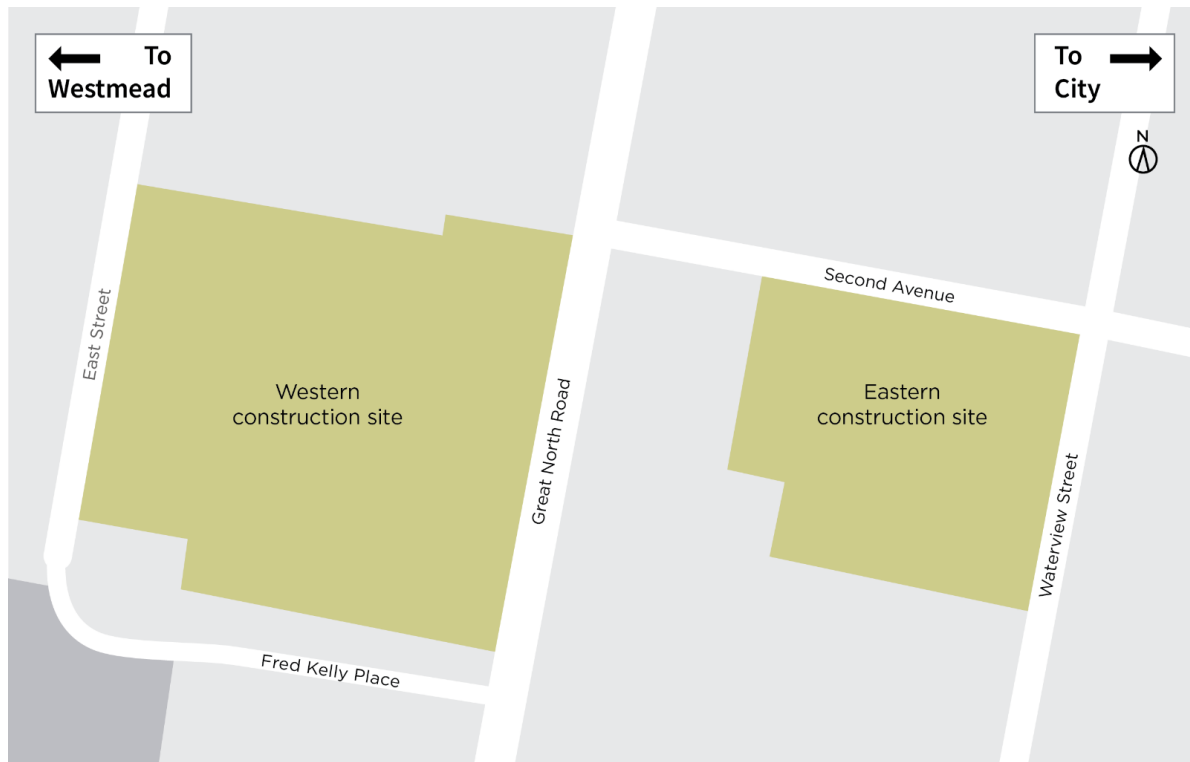 To
Westmead
To
City
N
East Street
Second Avenue
Western
construction site
Eastern
construction site
Great North Road
Waterview Street
Fred Kelly Place